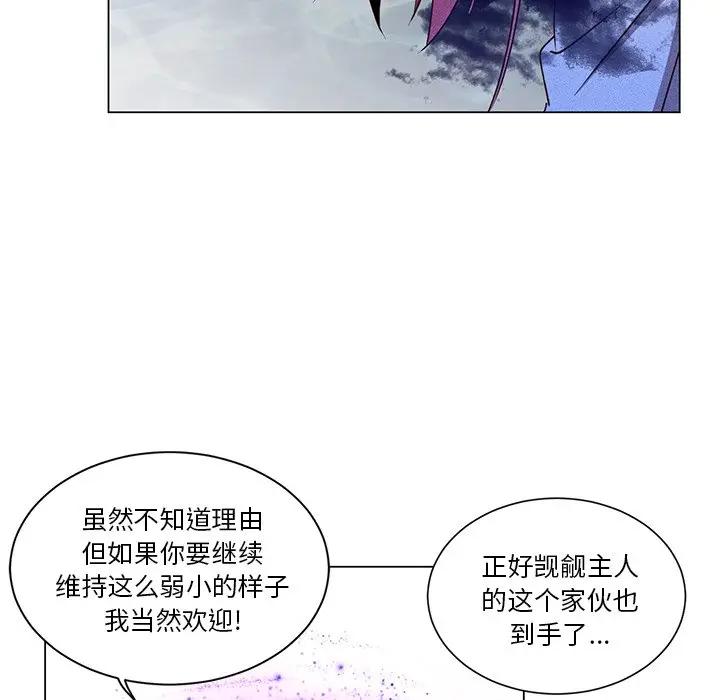 虽然不知道理由
但如果你要继续
维持这么弱小的样子
我当然欢迎!
正好觊觎主人
的这个家伙也
到手了...